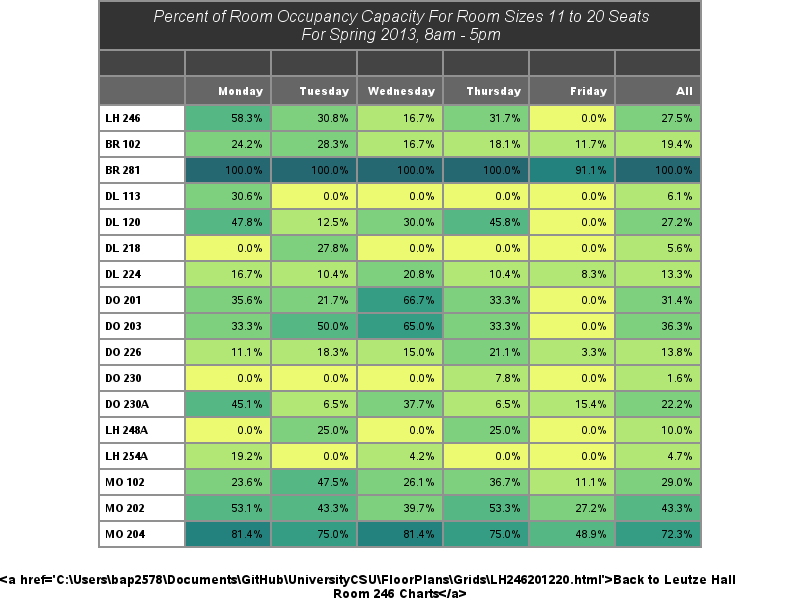 Percent of Room Occupancy Capacity For Room Sizes 11 to 20 Seats
For Spring 2013, 8am - 5pm
Monday Tuesday Wednesday Thursday Friday All
LH 246 58.3% 30.8% 16.7% 31.7% 0.0% 27.5%
BR 102 24.2% 28.3% 16.7% 18.1% 11.7% 19.4%
BR 281 100.0% 100.0% 100.0% 100.0% 91.1% 100.0%
DL 113 30.6% 0.0% 0.0% 0.0% 0.0% 6.1%
DL 120 47.8% 12.5% 30.0% 45.8% 0.0% 27.2%
DL 218 0.0% 27.8% 0.0% 0.0% 0.0% 5.6%
DL 224 16.7% 10.4% 20.8% 10.4% 8.3% 13.3%
DO 201 35.6% 21.7% 66.7% 33.3% 0.0% 31.4%
DO 203 33.3% 50.0% 65.0% 33.3% 0.0% 36.3%
DO 226 11.1% 18.3% 15.0% 21.1% 3.3% 13.8%
DO 230 0.0% 0.0% 0.0% 7.8% 0.0% 1.6%
DO 230A 45.1% 6.5% 37.7% 6.5% 15.4% 22.2%
LH 248A 0.0% 25.0% 0.0% 25.0% 0.0% 10.0%
LH 254A 19.2% 0.0% 4.2% 0.0% 0.0% 4.7%
MO 102 23.6% 47.5% 26.1% 36.7% 11.1% 29.0%
MO 202 53.1% 43.3% 39.7% 53.3% 27.2% 43.3%
MO 204 81.4% 75.0% 81.4% 75.0% 48.9% 72.3%
<a href='C:\Users\bap2578\Documents\GitHub\UniversityCSU\FloorPlans\Grids\LH246201220.html'>Back to Leutze Hall
Room 246 Charts</a>